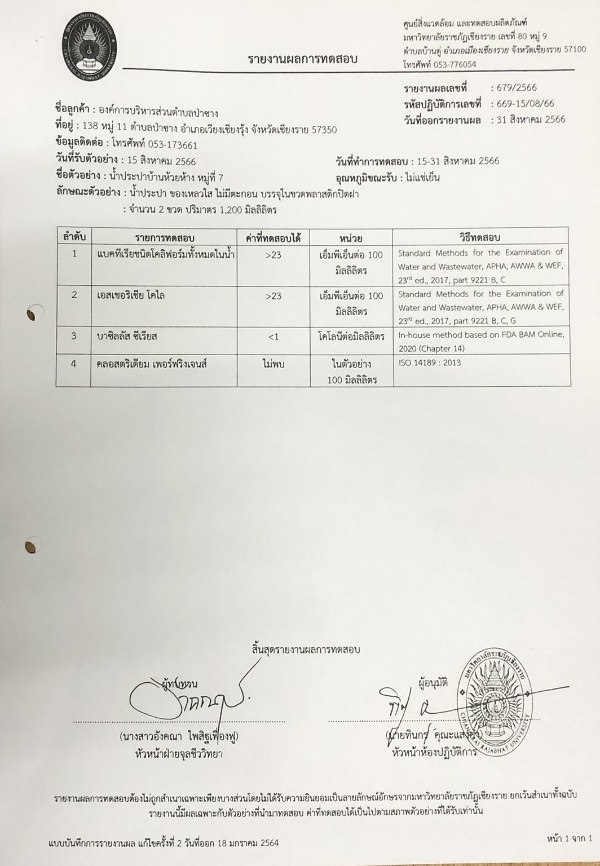 ศูนย์สิ่งแวดล้อม และทดสอบผลิตภัณฑ์
มหาวิทยาลัยราชภัฏเชียงราย เลขที่ 80 หมู่ 9
ตำบลบ้านดู่ อำเภอเมืองเชียงราย จังหวัดเชียงราย 57100
โทรศัพท์ 053-776054
รายงานผลการทดสอบ
รายงานผลเลขที่ : 679/2566
รหัสปฏิบัติการเลขที่ : 669-15/08/66
วันที่ออกรายงานผล : 31 สิงหาคม 2566
ชื่อลูกค้า : องค์การบริหารส่วนตำบลป่าซาง
ที่อยู่ : 138 หมู่ 11 ตำบลป่าซาง อำเภอเวียงเชียงรุ้ง จังหวัดเชียงราย 57350
ข้อมูลติดต่อ : โทรศัพท์ 053-173661
วันที่รับตัวอย่าง : 15 สิงหาคม 2566 วันที่ทำการทดสอบ : 15-31 สิงหาคม 2566
ชื่อตัวอย่าง : น้ำประปาบ้านห้วยห้าง หมู่ที่ 7 อุณหภูมิขณะรับ : ไม่แช่เย็น
ลักษณะตัวอย่าง : น้ำประปา ของเหลวใส ไม่มีตะกอน บรรจุในขวดพลาสติกปิดฝา
: จำนวน 2 ขวด ปริมาตร 1,200 มิลลิลิตร
ลำดับ รายการทดสอบ ค่าที่ทดสอบได้ หน่วย วิธีทดสอบ
1 แบคทีเรียชนิดโคลิฟอร์มทั้งหมดในน้ำ >23 เอ็มพีเอ็นต่อ 100 Standard Methods for the Examination of
มิลลิลิตร Water and Wastewater, APHA, AWWA & WEF,
23rd ed., 2017, part 9221 B, C
2 เอสเชอริเชีย โคไล >23 เอ็มพีเอ็นต่อ 100 Standard Methods for the Examination of
มิลลิลิตร Water and Wastewater, APHA, AWWA & WEF,
23rd ed., 2017, part 9221 B, C, G
3 บาซิลลัส ซีเรียส <1 โคโลนีต่อมิลลิลิตร In-house method based on FDA BAM Online,
2020 (Chapter 14)
4 คลอสตริเดียม เพอร์ฟริงเจนส์ ไม่พบ ในตัวอย่าง ISO 14189 : 2013
100 มิลลิลิตร
สิ้นสุดรายงานผลการทดสอบ
ผู้ทบทวน ผู้อนุมัติ
(นางสาวอังคณา ไพสิฐเฟื่องฟู)
หัวหน้าฝ่ายจุลชีววิทยา หัวหน้าห้องปฏิบัติการ
รายงานผลการทดสอบต้องไม่ถูกสำเนาเฉพาะเพียงบางส่วนโดยไม่ได้รับความยินยอมเป็นลายลักษณ์อักษรจากมหาวิทยาลัยราชภัฏเชียงราย ยกเว้นสำเนาทั้งฉบับ
รายงานนี้มีผลเฉพาะกับตัวอย่างที่นำมาทดสอบ ค่าที่ทดสอบได้เป็นไปตามสภาพตัวอย่างที่ได้รับเท่านั้น
แบบบันทึกการรายงานผล แก้ไขครั้งที่ 2 วันที่ออก 18 มกราคม 2564 หน้า 1 จาก 1